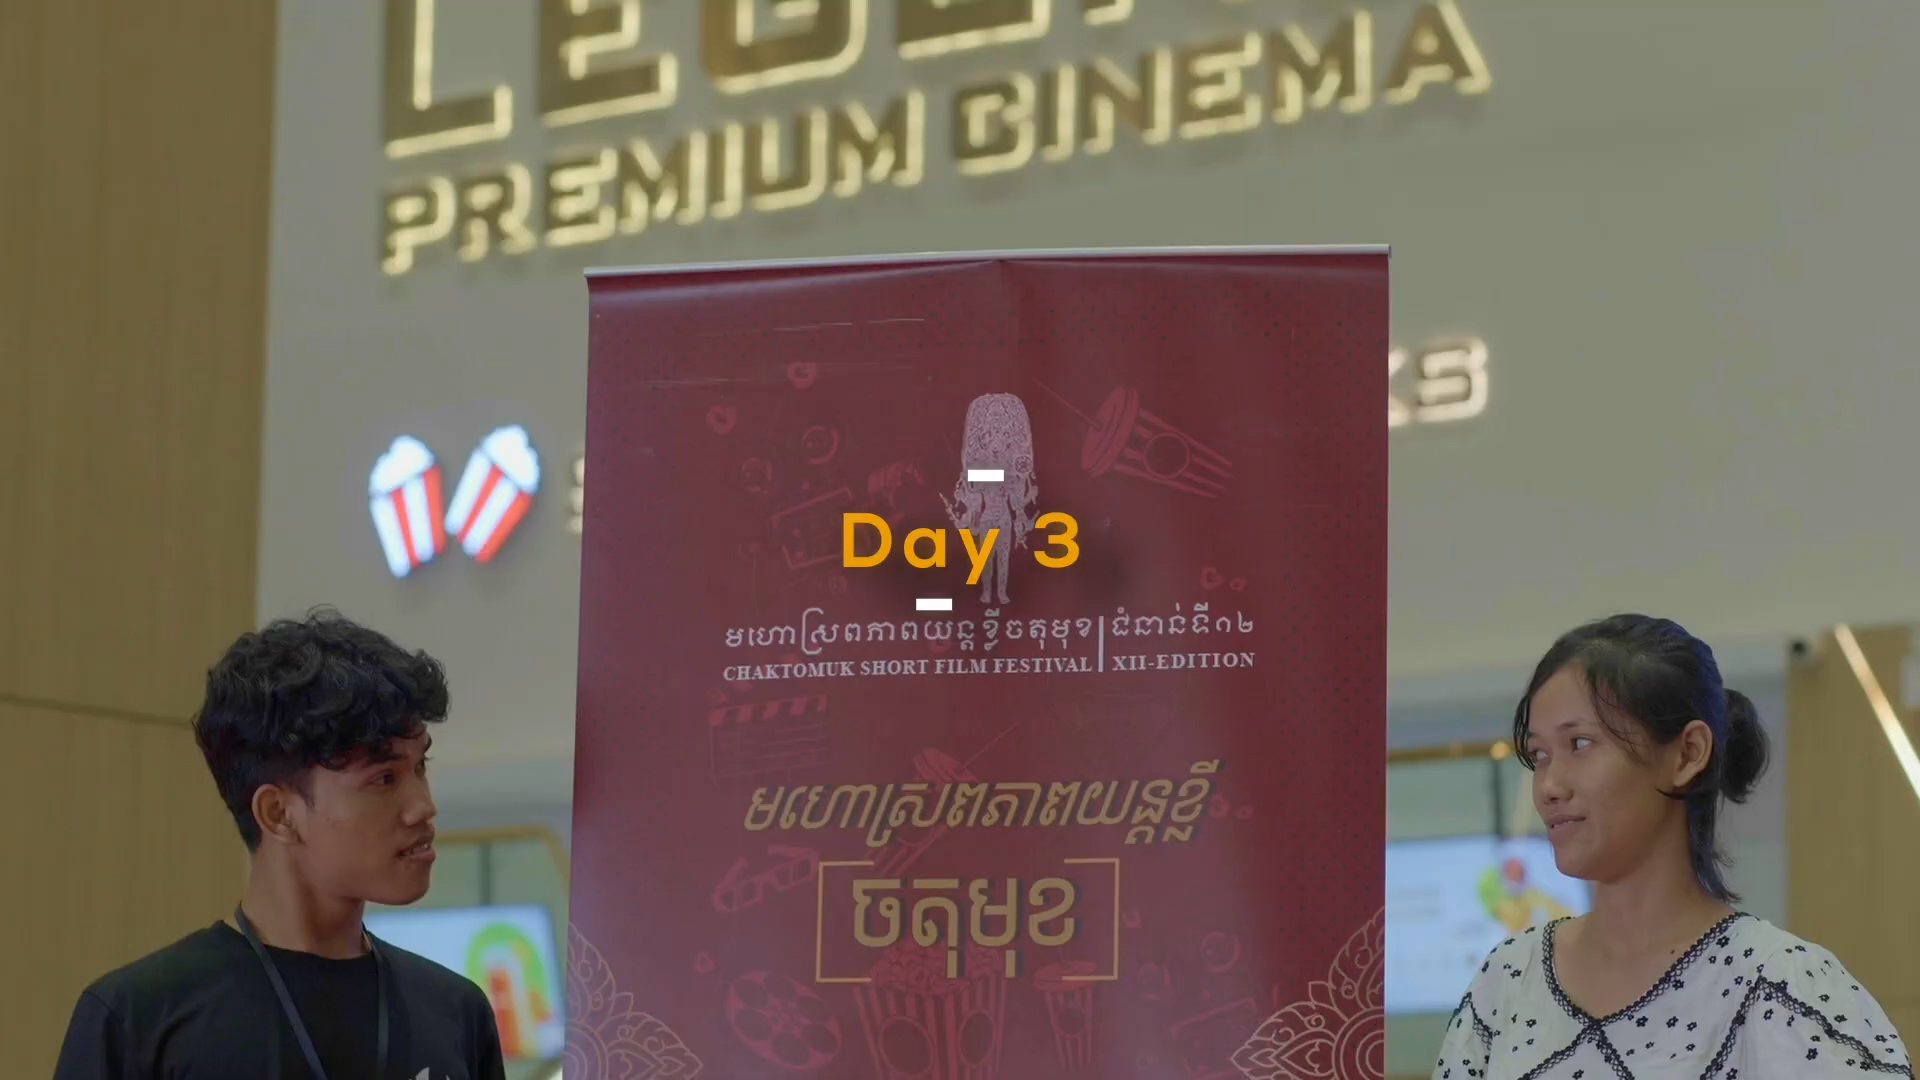 PREMIUM CINEMA
Day 3
មហោស្រពភាពយន្តខ្លីចតុមុខ | ជំនាន់ទី១២
CHAKTOMUK SHORT FILM FESTIVAL | XII-EDITION
មហោស្រពភាពយន្តខ្លី
ចតុមុខ